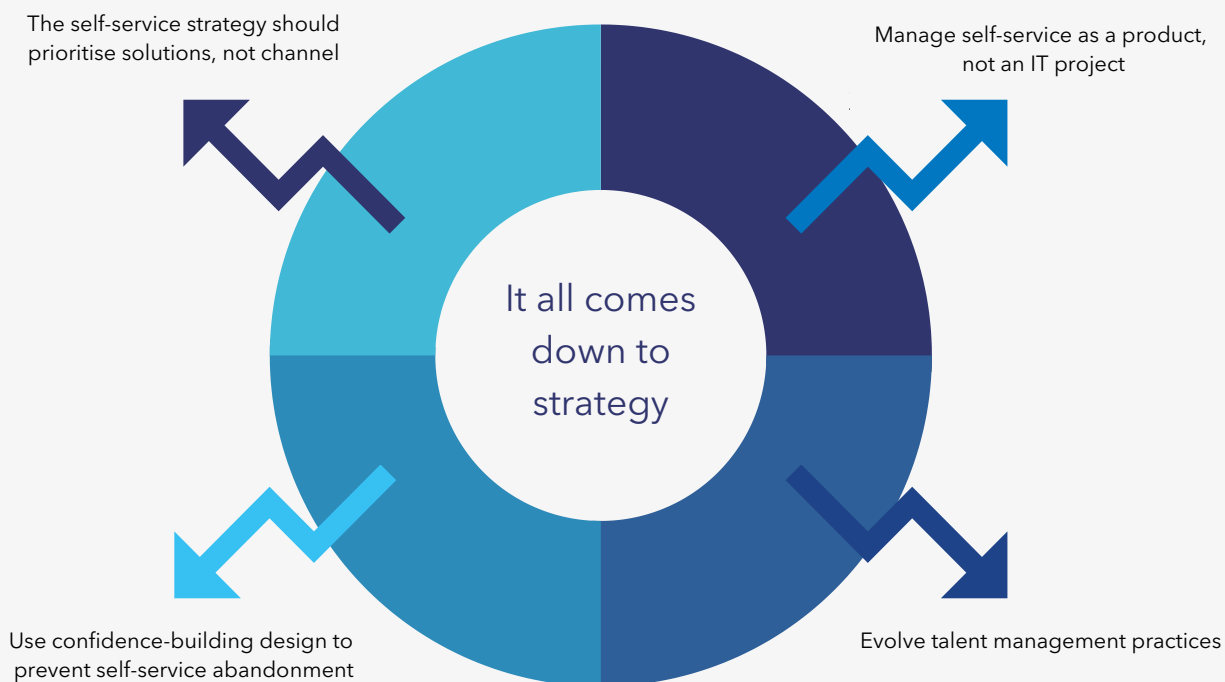 The self-service strategy should
prioritise solutions, not channel
Manage self-service as a product,
not an IT project
It all comes
down to
strategy
Use confidence-building design to
prevent self-service abandonment
Evolve talent management practices